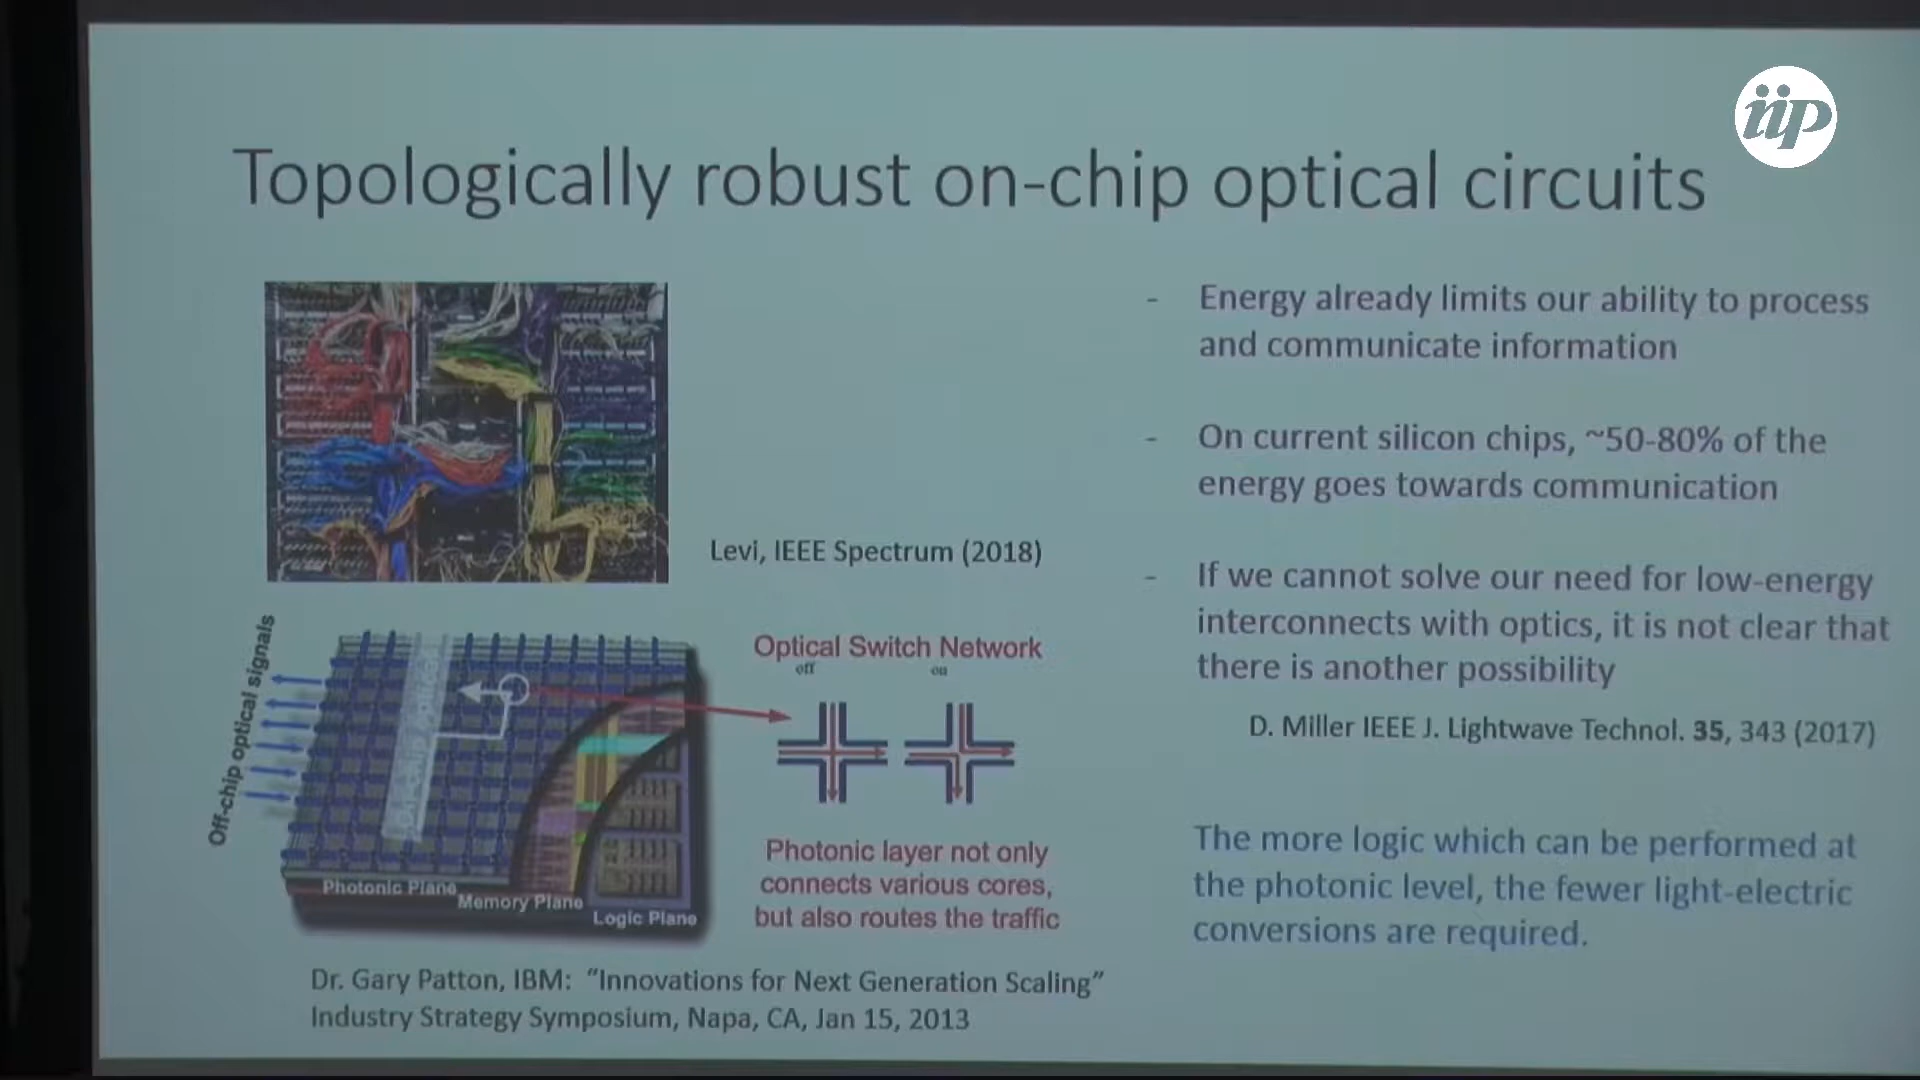 iip
Topologically robust on-chip optical circuits
Levi, IEEE Spectrum (2018)
Off-chip optical signals
Photonic Plane
Memory Plane
Logic Plane
Optical Switch Network
off
on
Photonic layer not only
connects various cores,
but also routes the traffic
Dr. Gary Patton, IBM: “Innovations for Next Generation Scaling”
Industry Strategy Symposium, Napa, CA, Jan 15, 2013
- Energy already limits our ability to process
and communicate information
- On current silicon chips, ~50-80% of the
energy goes towards communication
- If we cannot solve our need for low-energy
interconnects with optics, it is not clear that
there is another possibility
D. Miller IEEE J. Lightwave Technol. 35, 343 (2017)
The more logic which can be performed at
the photonic level, the fewer light-electric
conversions are required.